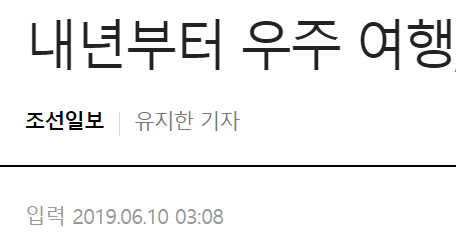 내년부터 우주 여행,
조선일보 유지한 기자
입력 2019.06.10 03:08